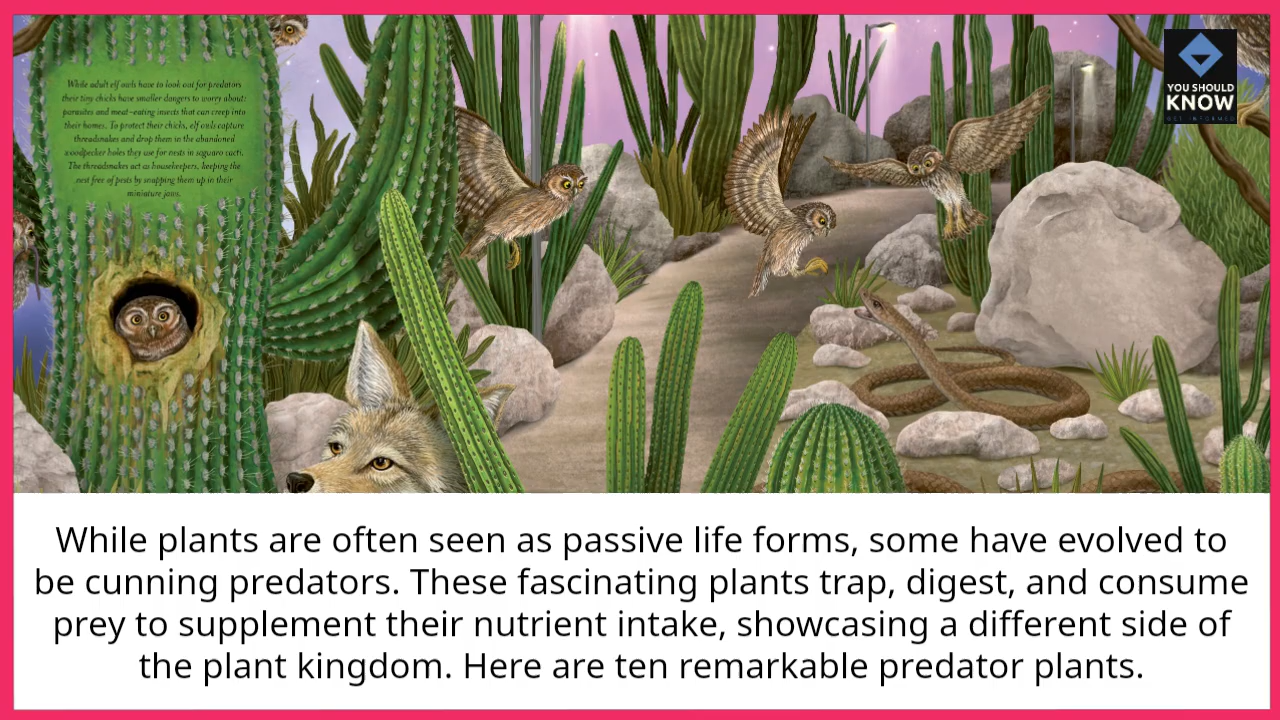 While adult elf owls have to look out for predators
their tiny chicks have smaller dangers to worry about:
parasites and meat-eating insects that can creep into
their homes. To protect their chicks, elf owls capture
threadsnakes and drop them in the abandoned
woodpecker holes they use for nests in saguaro cacti.
The threadsnakes act as housekeepers, keeping the
nest free of pests by snapping them up in their
miniature jaws.
YOU SHOULD
KNOW
GET INFORMED
While plants are often seen as passive life forms, some have evolved to
be cunning predators. These fascinating plants trap, digest, and consume
prey to supplement their nutrient intake, showcasing a different side of
the plant kingdom. Here are ten remarkable predator plants.